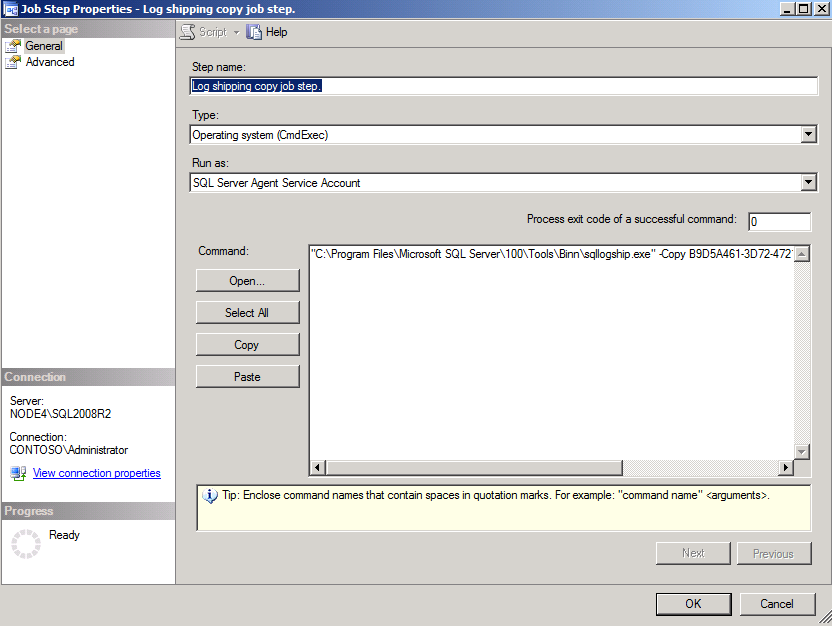 Job Step Properties - Log shipping copy job step.
Select a page
General
Advanced
Script
Help
Step name:
Log shipping copy job step.
Type:
Operating system (CmdExec)
Run as:
SQL Server Agent Service Account
Process exit code of a successful command:
0
Command:
"C:\Program Files\Microsoft SQL Server\100\Tools\Binn\sqllogship.exe" -Copy B9D5A461-3D72-472
Open...
Select All
Copy
Paste
Tip: Enclose command names that contain spaces in quotation marks. For example: "command name" <arguments>.
Next
Previous
Connection
Server:
NODE4\SQL2008R2
Connection:
CONTOSO\Administrator
View connection properties
Progress
Ready
OK
Cancel